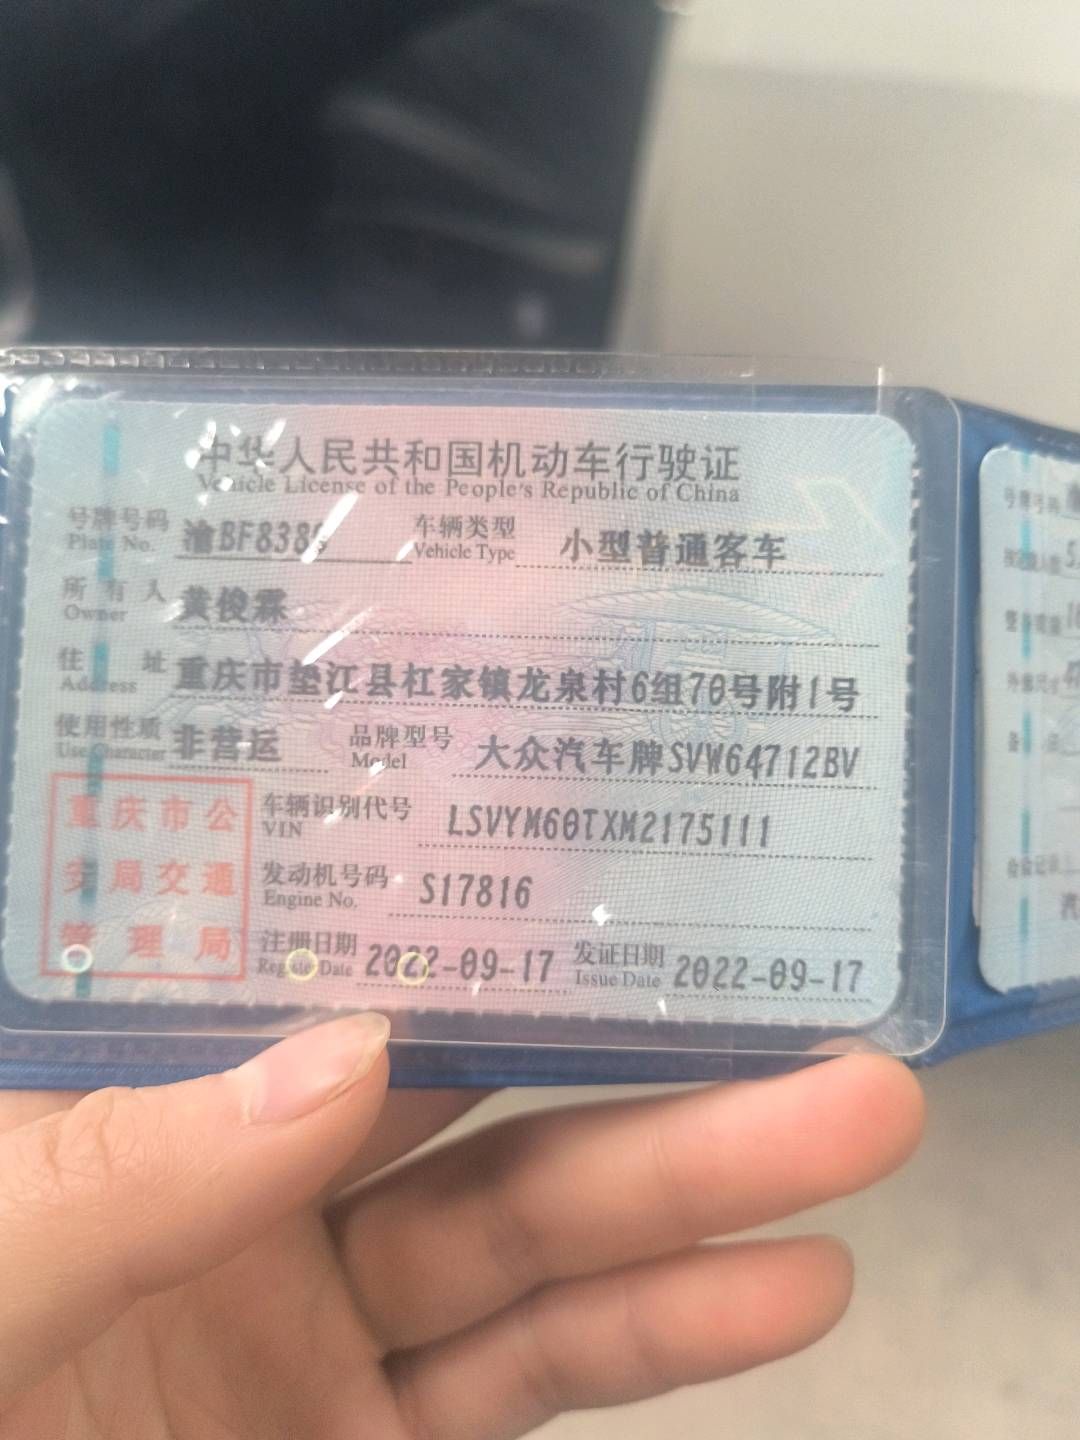 中华人民共和国机动车行驶证
Vehicle License of the People's Republic of China
号牌号码 Plate No. 车辆类型 Vehicle Type 小型普通客车
所有人 Owner 黄俊霖
住址 Address 重庆市垫江县杠家镇龙泉村6组70号附1号
使用性质 Use Character 非营运 品牌型号 Model 大众汽车牌SVW64712BV
重庆市公
安局交通
管理局
车辆识别代号 VIN LSVYM60TXM2175111
发动机号码 Engine No. S17816
注册日期 Register Date 2022-09-17 发证日期 Issue Date 2022-09-17